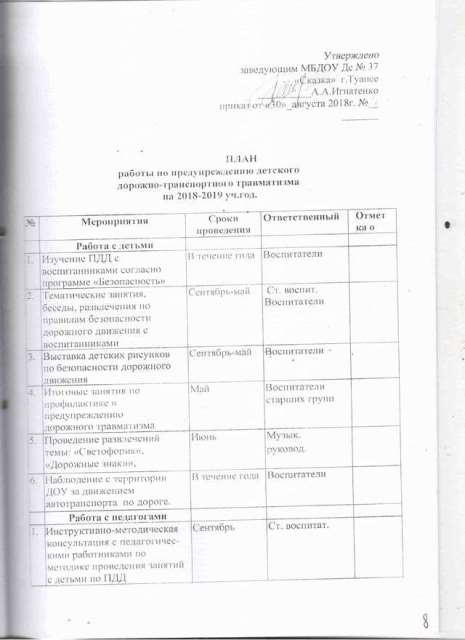 Утверждено
заведующим МБДОУ Дс № 37
«Сказка» г.Туапсе
А.А.Игнатенко
приказ от «30»_августа 2018г. №
ПЛАН
работы по предупреждению детского
дорожно-транспортного травматизма
на 2018-2019 уч.год.
№ Мероприятия Сроки проведения Ответственный Отметка о
Работа с детьми
1. Изучение ПДД с В течение года Воспитатели
воспитанниками согласно
программе «Безопасность»
2. Тематические занятия, Сентябрь-май Ст. воспит.
беседы, развлечения по Воспитатели
правилам безопасности
дорожного движения с
воспитанниками
3. Выставка детских рисунков Сентябрь-май Воспитатели
по безопасности дорожного
движения
4. Итоговые занятия по Май Воспитатели
профилактике и старших групп
предупреждению
дорожного травматизма
5. Проведение развлечений Июнь Музык.
темы: «Светофория», руковод.
«Дорожные знаки»,
6. Наблюдение с территории В течение года Воспитатели
ДОУ за движением
автотранспорта по дороге.
Работа с педагогами
1. Инструктивно-методическая Сентябрь Ст. воспитат.
консультация с педагогичес-
кими работниками по
методике проведения занятий
с детьми по ПДД
8